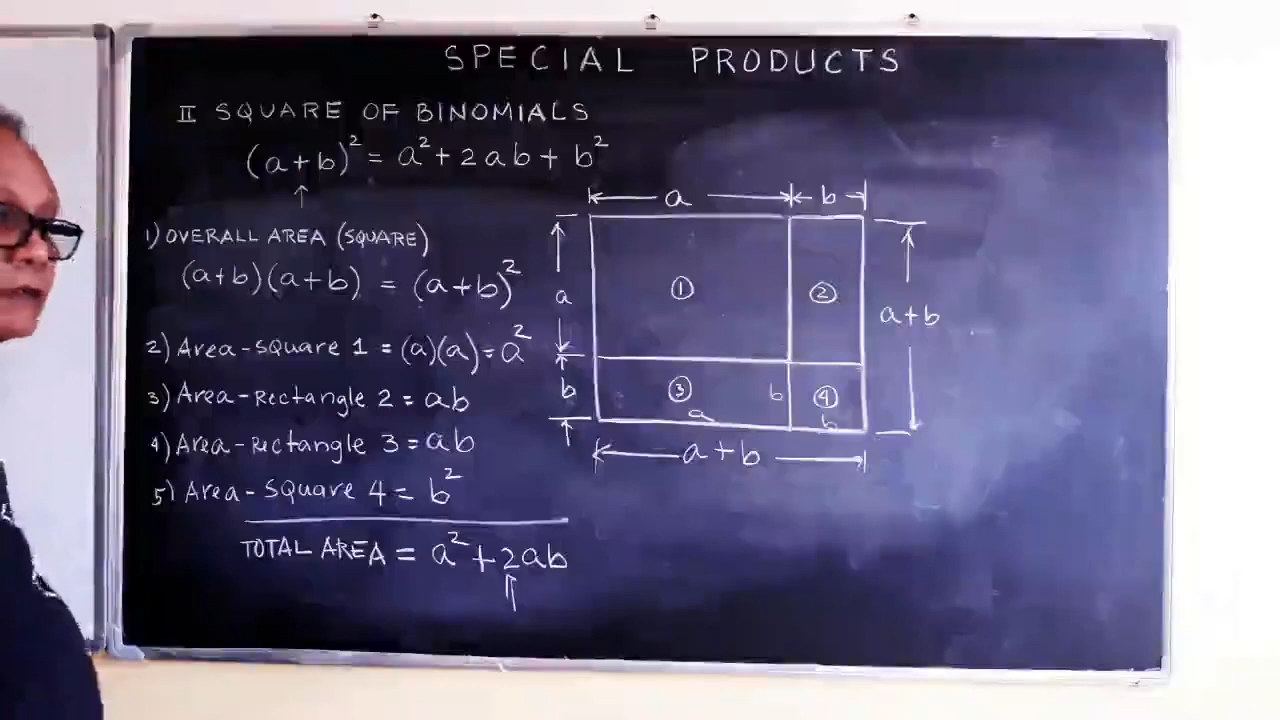 SPECIAL PRODUCTS
II SQUARE OF BINOMIALS
(a+b)² = a² + 2ab + b²
1) OVERALL AREA (SQUARE)
(a+b)(a+b) = (a+b)²
2) Area-square 1 = (a)(a) = a²
3) Area-Rectangle 2 = ab
4) Area-Rectangle 3 = ab
5) Area-Square 4 = b²
TOTAL AREA = a² + 2ab
a b
a ① ② a+b
b ③ b ④
a b
a+b